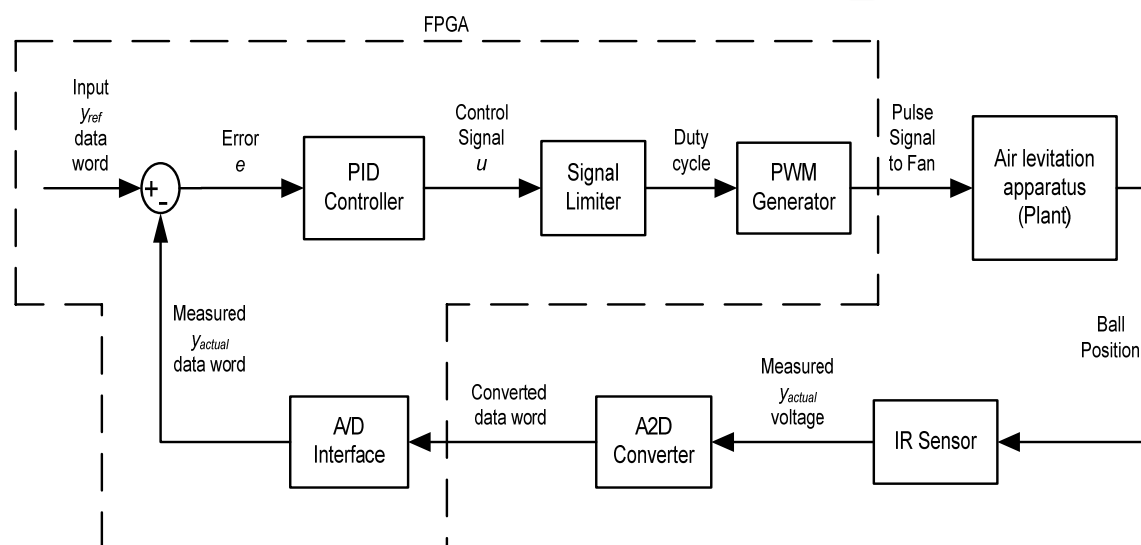 FPGA
Input
yref
data
word
Error
e
PID
Controller
Control
Signal
u
Signal
Limiter
Duty
cycle
PWM
Generator
Pulse
Signal
to Fan
Air levitation
apparatus
(Plant)
+
-
Measured
yactual
data word
A/D
Interface
Converted
data word
A2D
Converter
Measured
yactual
voltage
IR Sensor
Ball
Position